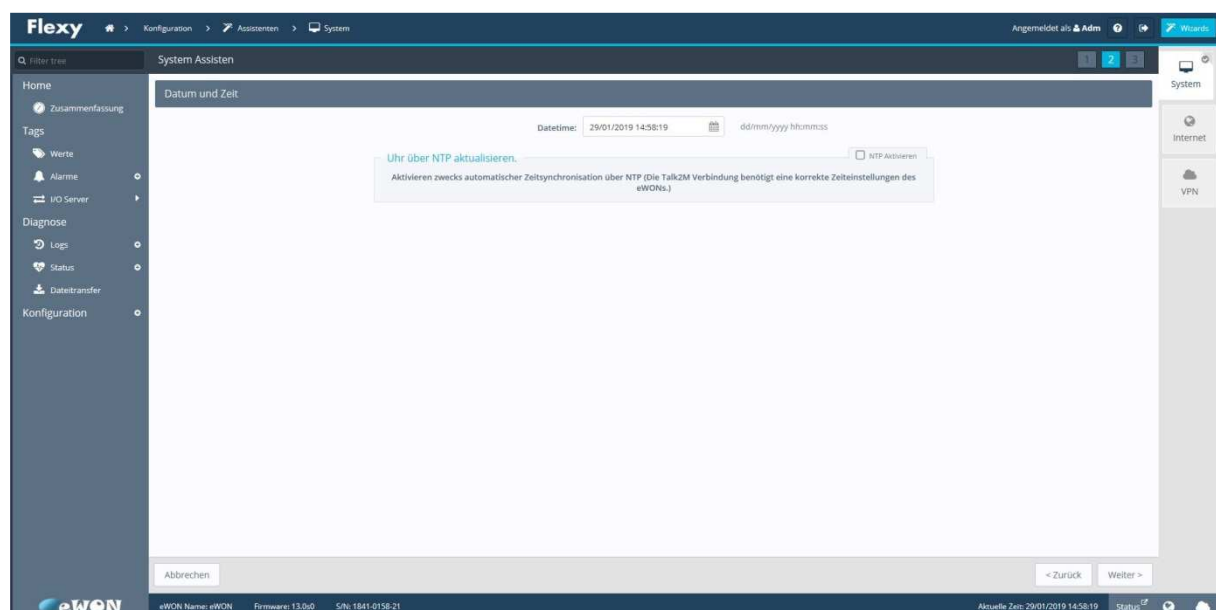 Flexy
Konfiguration > Assistenten > System
Angemeldet als Adm
Wizards
Filter tree
System Assisten
1 2 3
System
Internet
VPN
Home
Zusammenfassung
Tags
Werte
Alarme
I/O Server
Diagnose
Logs
Status
Dateitransfer
Konfiguration
Datum und Zeit
Datetime: 29/01/2019 14:58:19 dd/mm/yyyy hh:mm:ss
Uhr über NTP aktualisieren.
NTP Aktivieren
Aktivieren zwecks automatischer Zeitsynchronisation über NTP (Die Talk2M Verbindung benötigt eine korrekte Zeiteinstellungen des
eWONs.)
Abbrechen
< Zurück
Weiter >
eWON
eWON Name: eWON Firmware: 13.0s0 S/N: 1841-0158-21
Aktuelle Zeit: 29/01/2019 14:58:19
Status